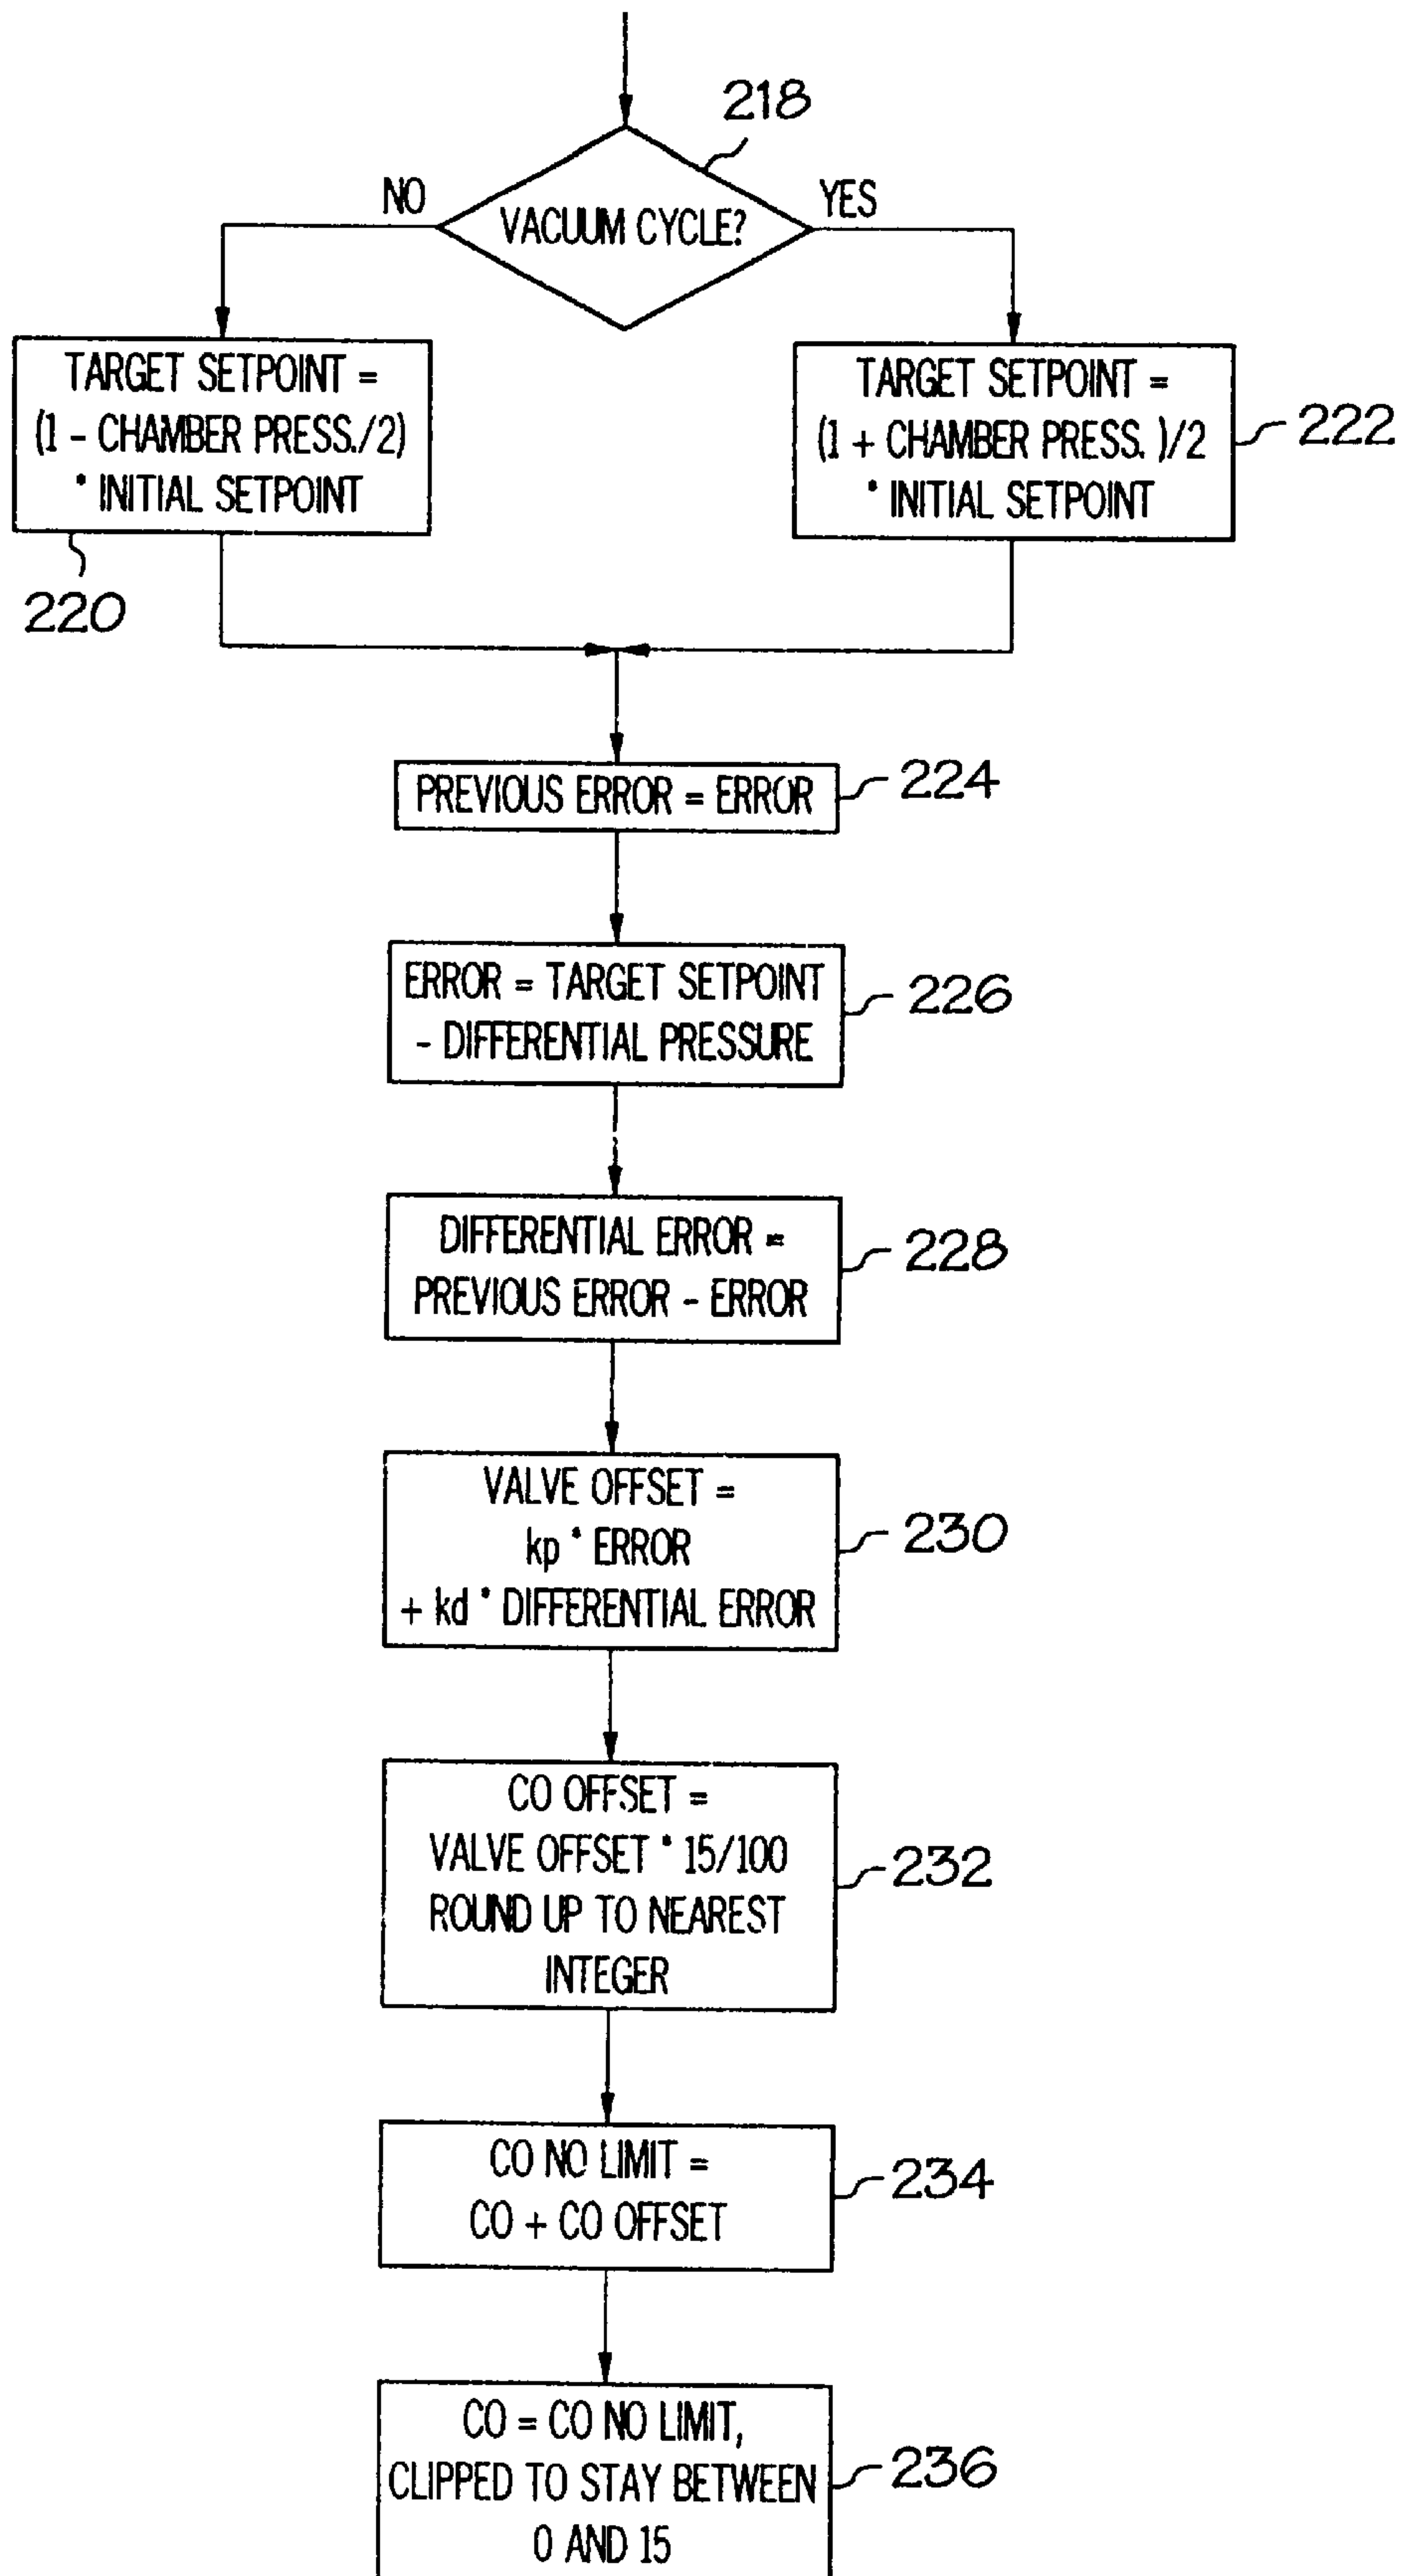 218
NO
VACUUM CYCLE?
YES
TARGET SETPOINT =
(1 - CHAMBER PRESS./2)
* INITIAL SETPOINT
220
TARGET SETPOINT =
(1 + CHAMBER PRESS. )/2
* INITIAL SETPOINT
222
PREVIOUS ERROR = ERROR
224
ERROR = TARGET SETPOINT
- DIFFERENTIAL PRESSURE
226
DIFFERENTIAL ERROR =
PREVIOUS ERROR - ERROR
228
VALVE OFFSET =
kp * ERROR
+ kd * DIFFERENTIAL ERROR
230
CO OFFSET =
VALVE OFFSET * 15/100
ROUND UP TO NEAREST
INTEGER
232
CO NO LIMIT =
CO + CO OFFSET
234
CO = CO NO LIMIT,
CLIPPED TO STAY BETWEEN
0 AND 15
236